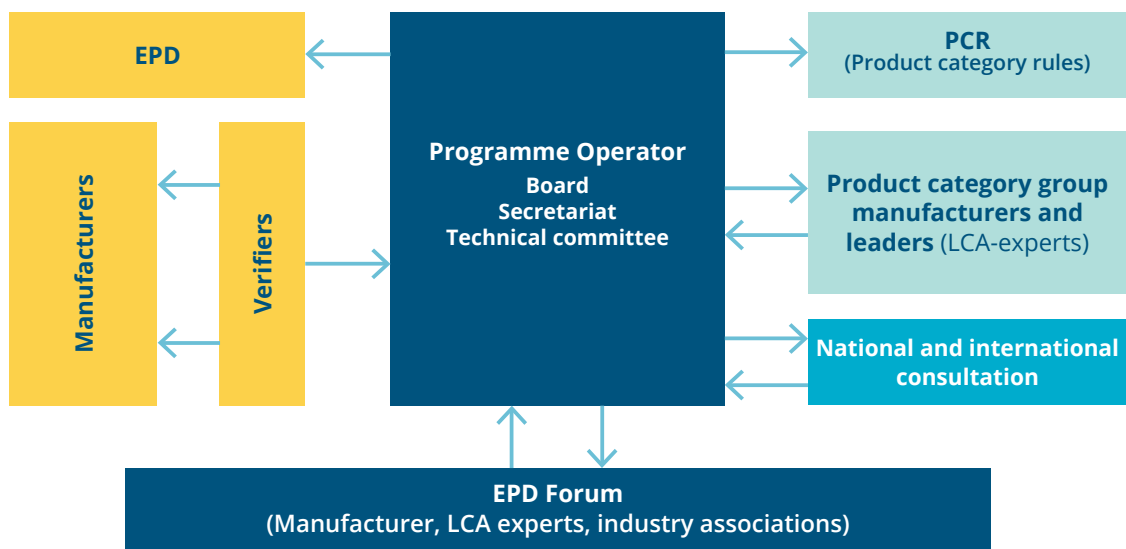 EPD
Manufacturers
Verifiers
Programme Operator
Board
Secretariat
Technical committee
PCR
(Product category rules)
Product category group
manufacturers and
leaders (LCA-experts)
National and international
consultation
EPD Forum
(Manufacturer, LCA experts, industry associations)